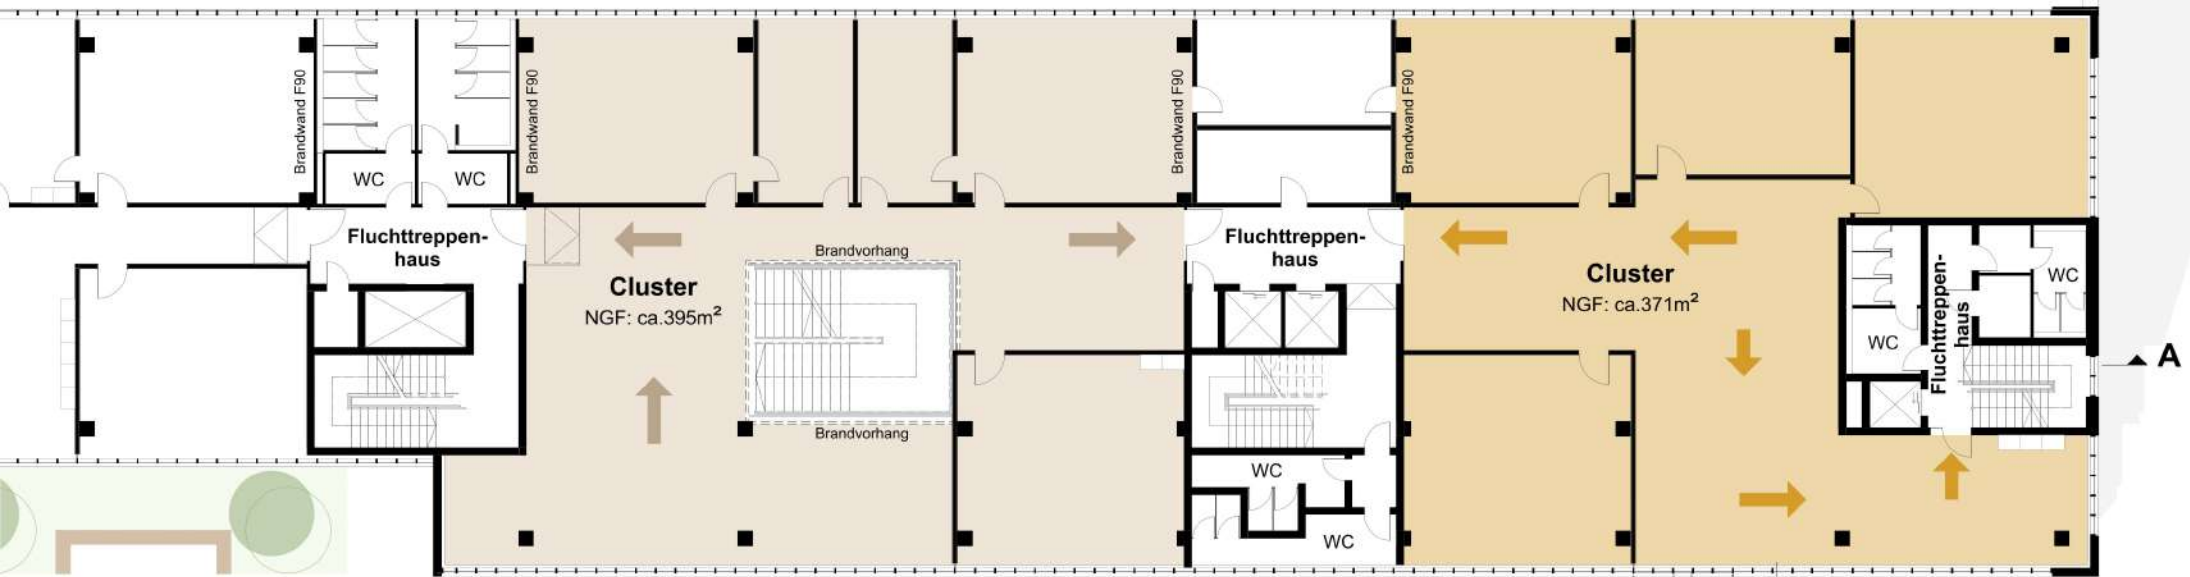 Brandwand F90
Brandwand F90
Brandwand F90
Brandwand F90
WC
WC
Fluchttreppen-
haus
Brandvorhang
Cluster
NGF: ca.395m²
Brandvorhang
Fluchttreppen-
haus
WC
WC
Cluster
NGF: ca.371m²
WC
Fluchttreppen-
haus
WC
A